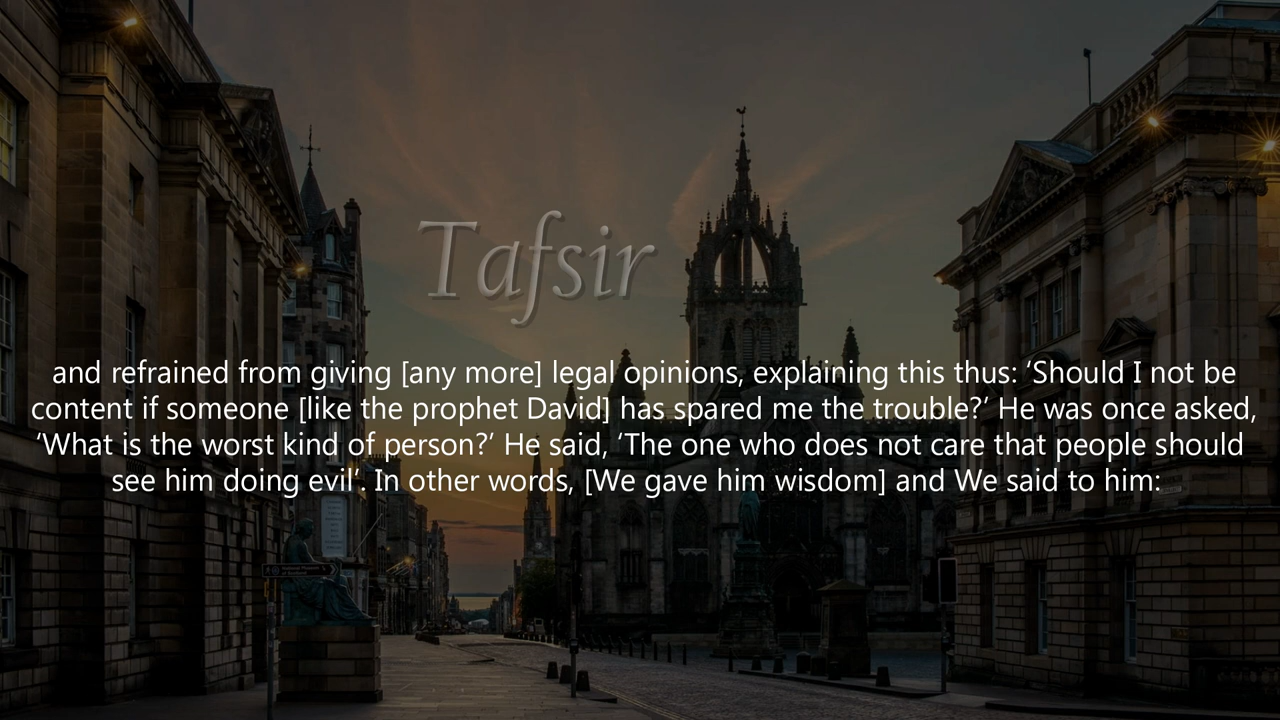 Tafsir
and refrained from giving [any more] legal opinions, explaining this thus: ‘Should I not be
content if someone [like the prophet David] has spared me the trouble?’ He was once asked,
‘What is the worst kind of person?’ He said, ‘The one who does not care that people should
see him doing evil’. In other words, [We gave him wisdom] and We said to him: